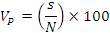 V_p = (s/N) × 100